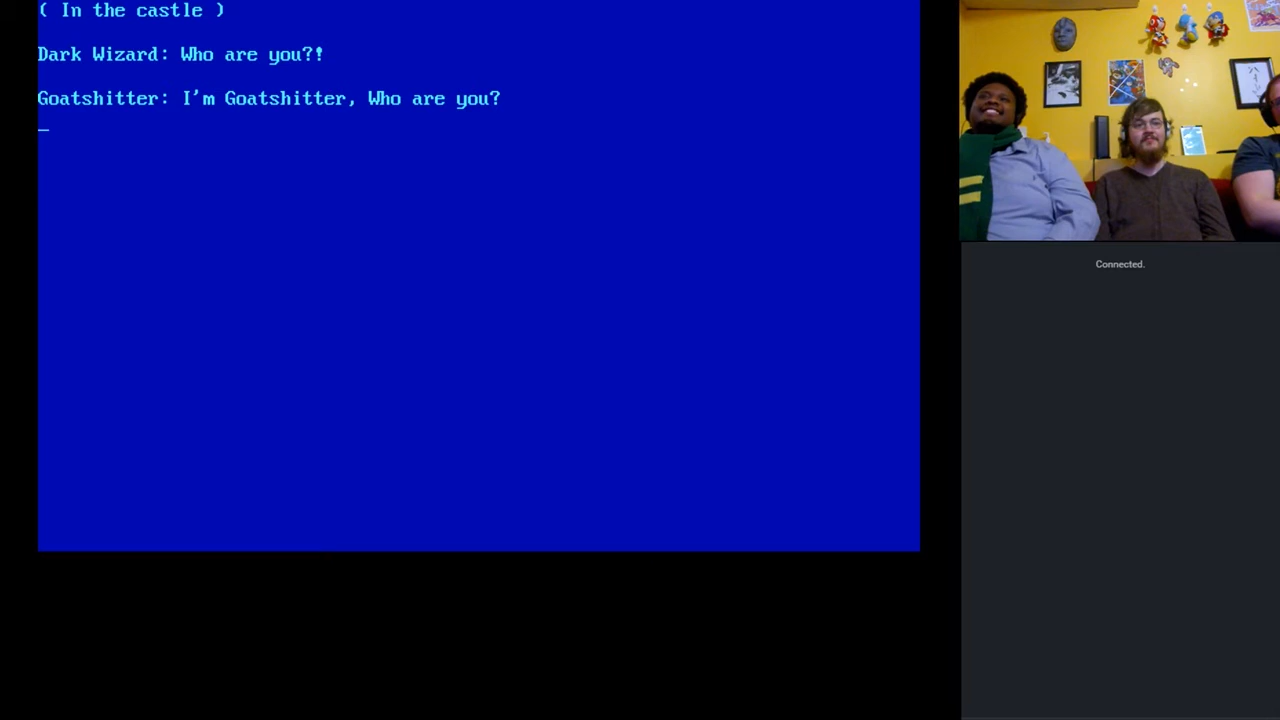 ( In the castle )
Dark Wizard: Who are you?!
Goatshitter: I'm Goatshitter, Who are you?
Connected.